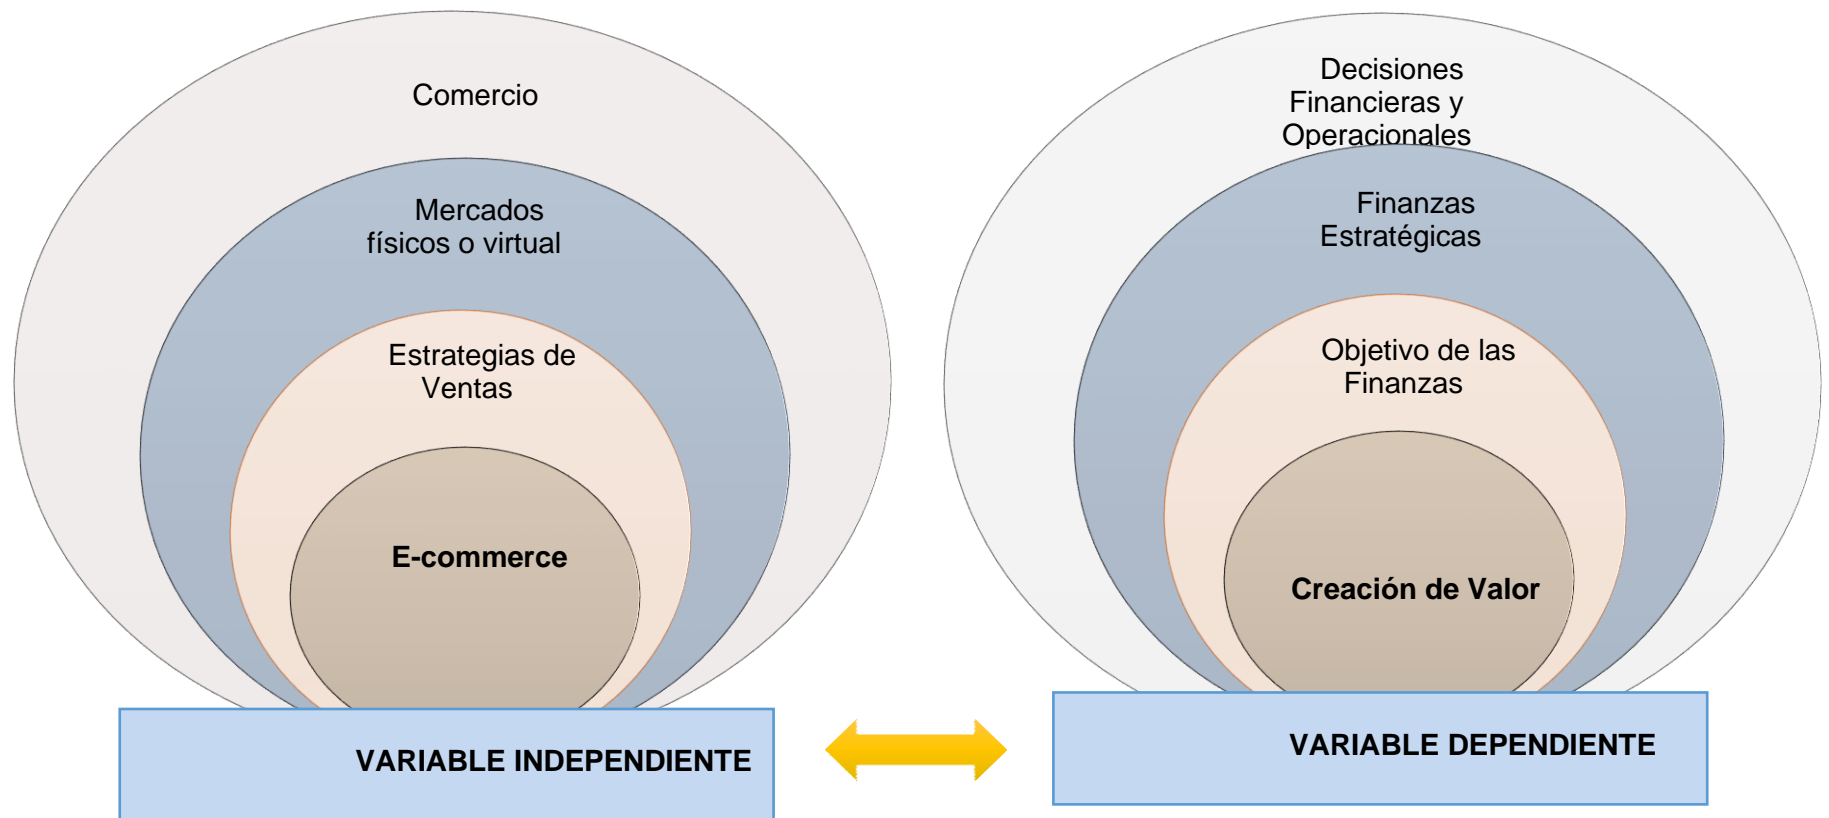 Comercio
Mercados
físicos o virtual
Estrategias de
Ventas
E-commerce
VARIABLE INDEPENDIENTE
Decisiones
Financieras y
Operacionales
Finanzas
Estratégicas
Objetivo de las
Finanzas
Creación de Valor
VARIABLE DEPENDIENTE